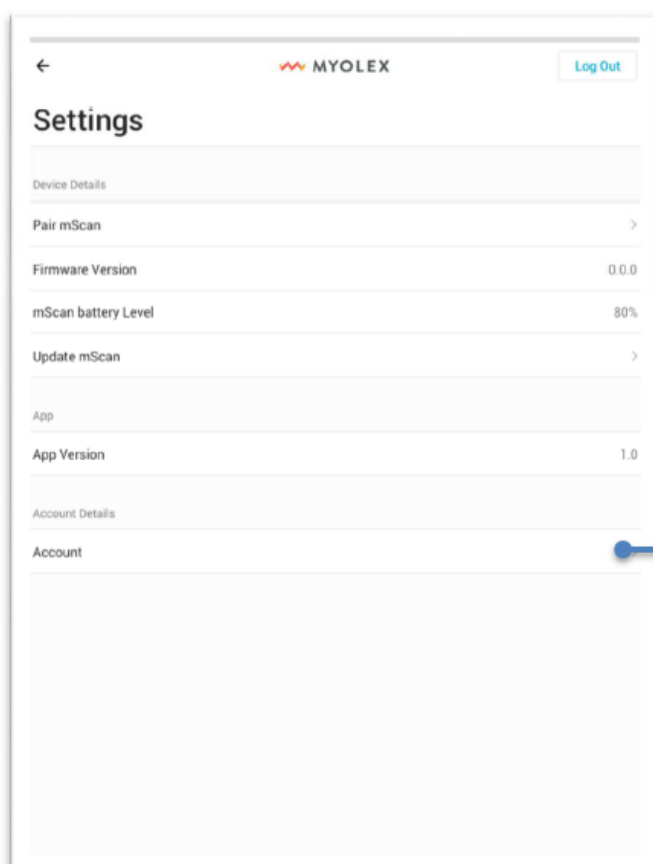 MYOLEX
Log Out
Settings
Device Details
Pair mScan
Firmware Version 0.0.0
mScan battery Level 80%
Update mScan
App
App Version 1.0
Account Details
Account